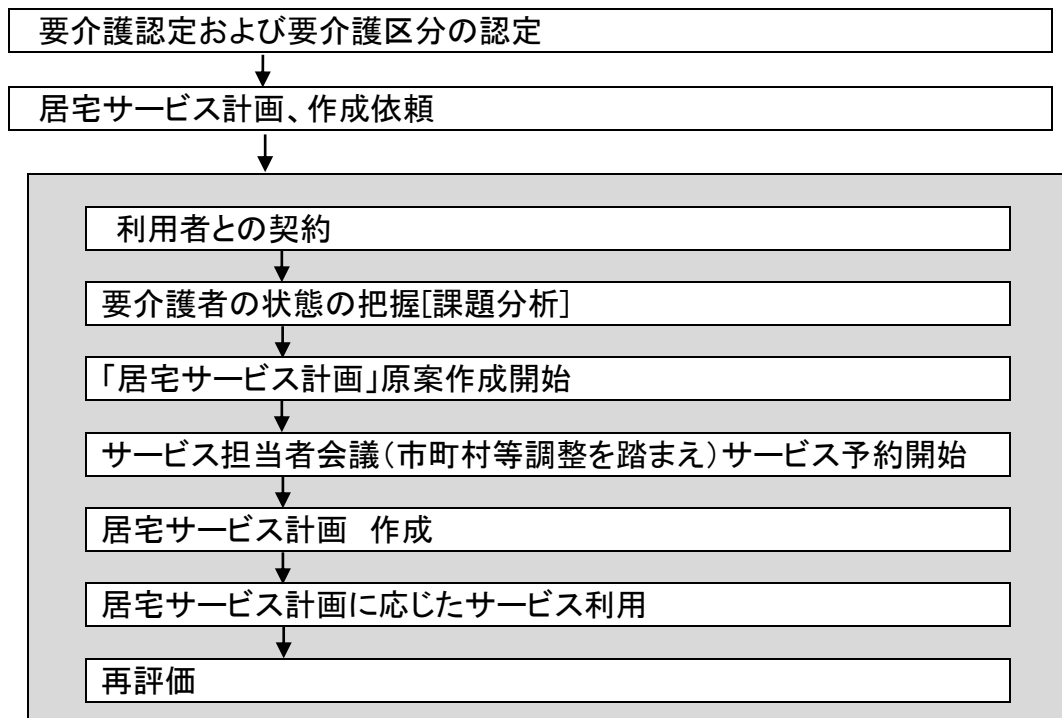 要介護認定および要介護区分の認定
居宅サービス計画、作成依頼
利用者との契約
要介護者の状態の把握[課題分析]
「居宅サービス計画」原案作成開始
サービス担当者会議(市町村等調整を踏まえ)サービス予約開始
居宅サービス計画　作成
居宅サービス計画に応じたサービス利用
再評価